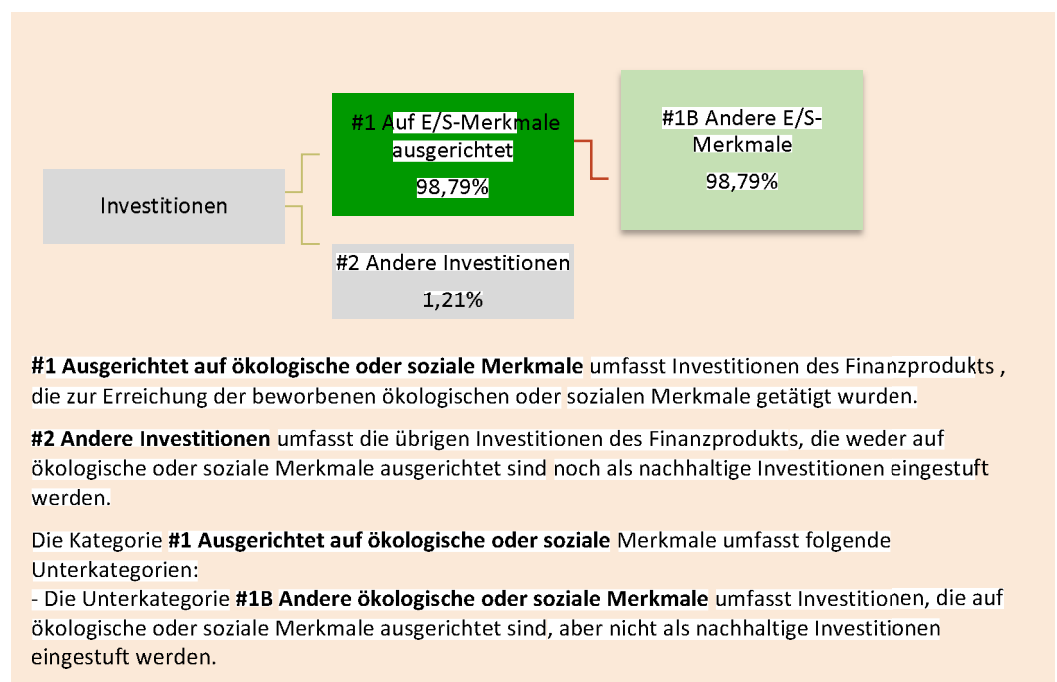 #1 Auf E/S-Merkmale
ausgerichtet
98,79%
#1B Andere E/S-
Merkmale
98,79%
Investitionen
#2 Andere Investitionen
1,21%
#1 Ausgerichtet auf ökologische oder soziale Merkmale umfasst Investitionen des Finanzprodukts ,
die zur Erreichung der beworbenen ökologischen oder sozialen Merkmale getätigt wurden.
#2 Andere Investitionen umfasst die übrigen Investitionen des Finanzprodukts, die weder auf
ökologische oder soziale Merkmale ausgerichtet sind noch als nachhaltige Investitionen eingestuft
werden.
Die Kategorie #1 Ausgerichtet auf ökologische oder soziale Merkmale umfasst folgende
Unterkategorien:
- Die Unterkategorie #1B Andere ökologische oder soziale Merkmale umfasst Investitionen, die auf
ökologische oder soziale Merkmale ausgerichtet sind, aber nicht als nachhaltige Investitionen
eingestuft werden.